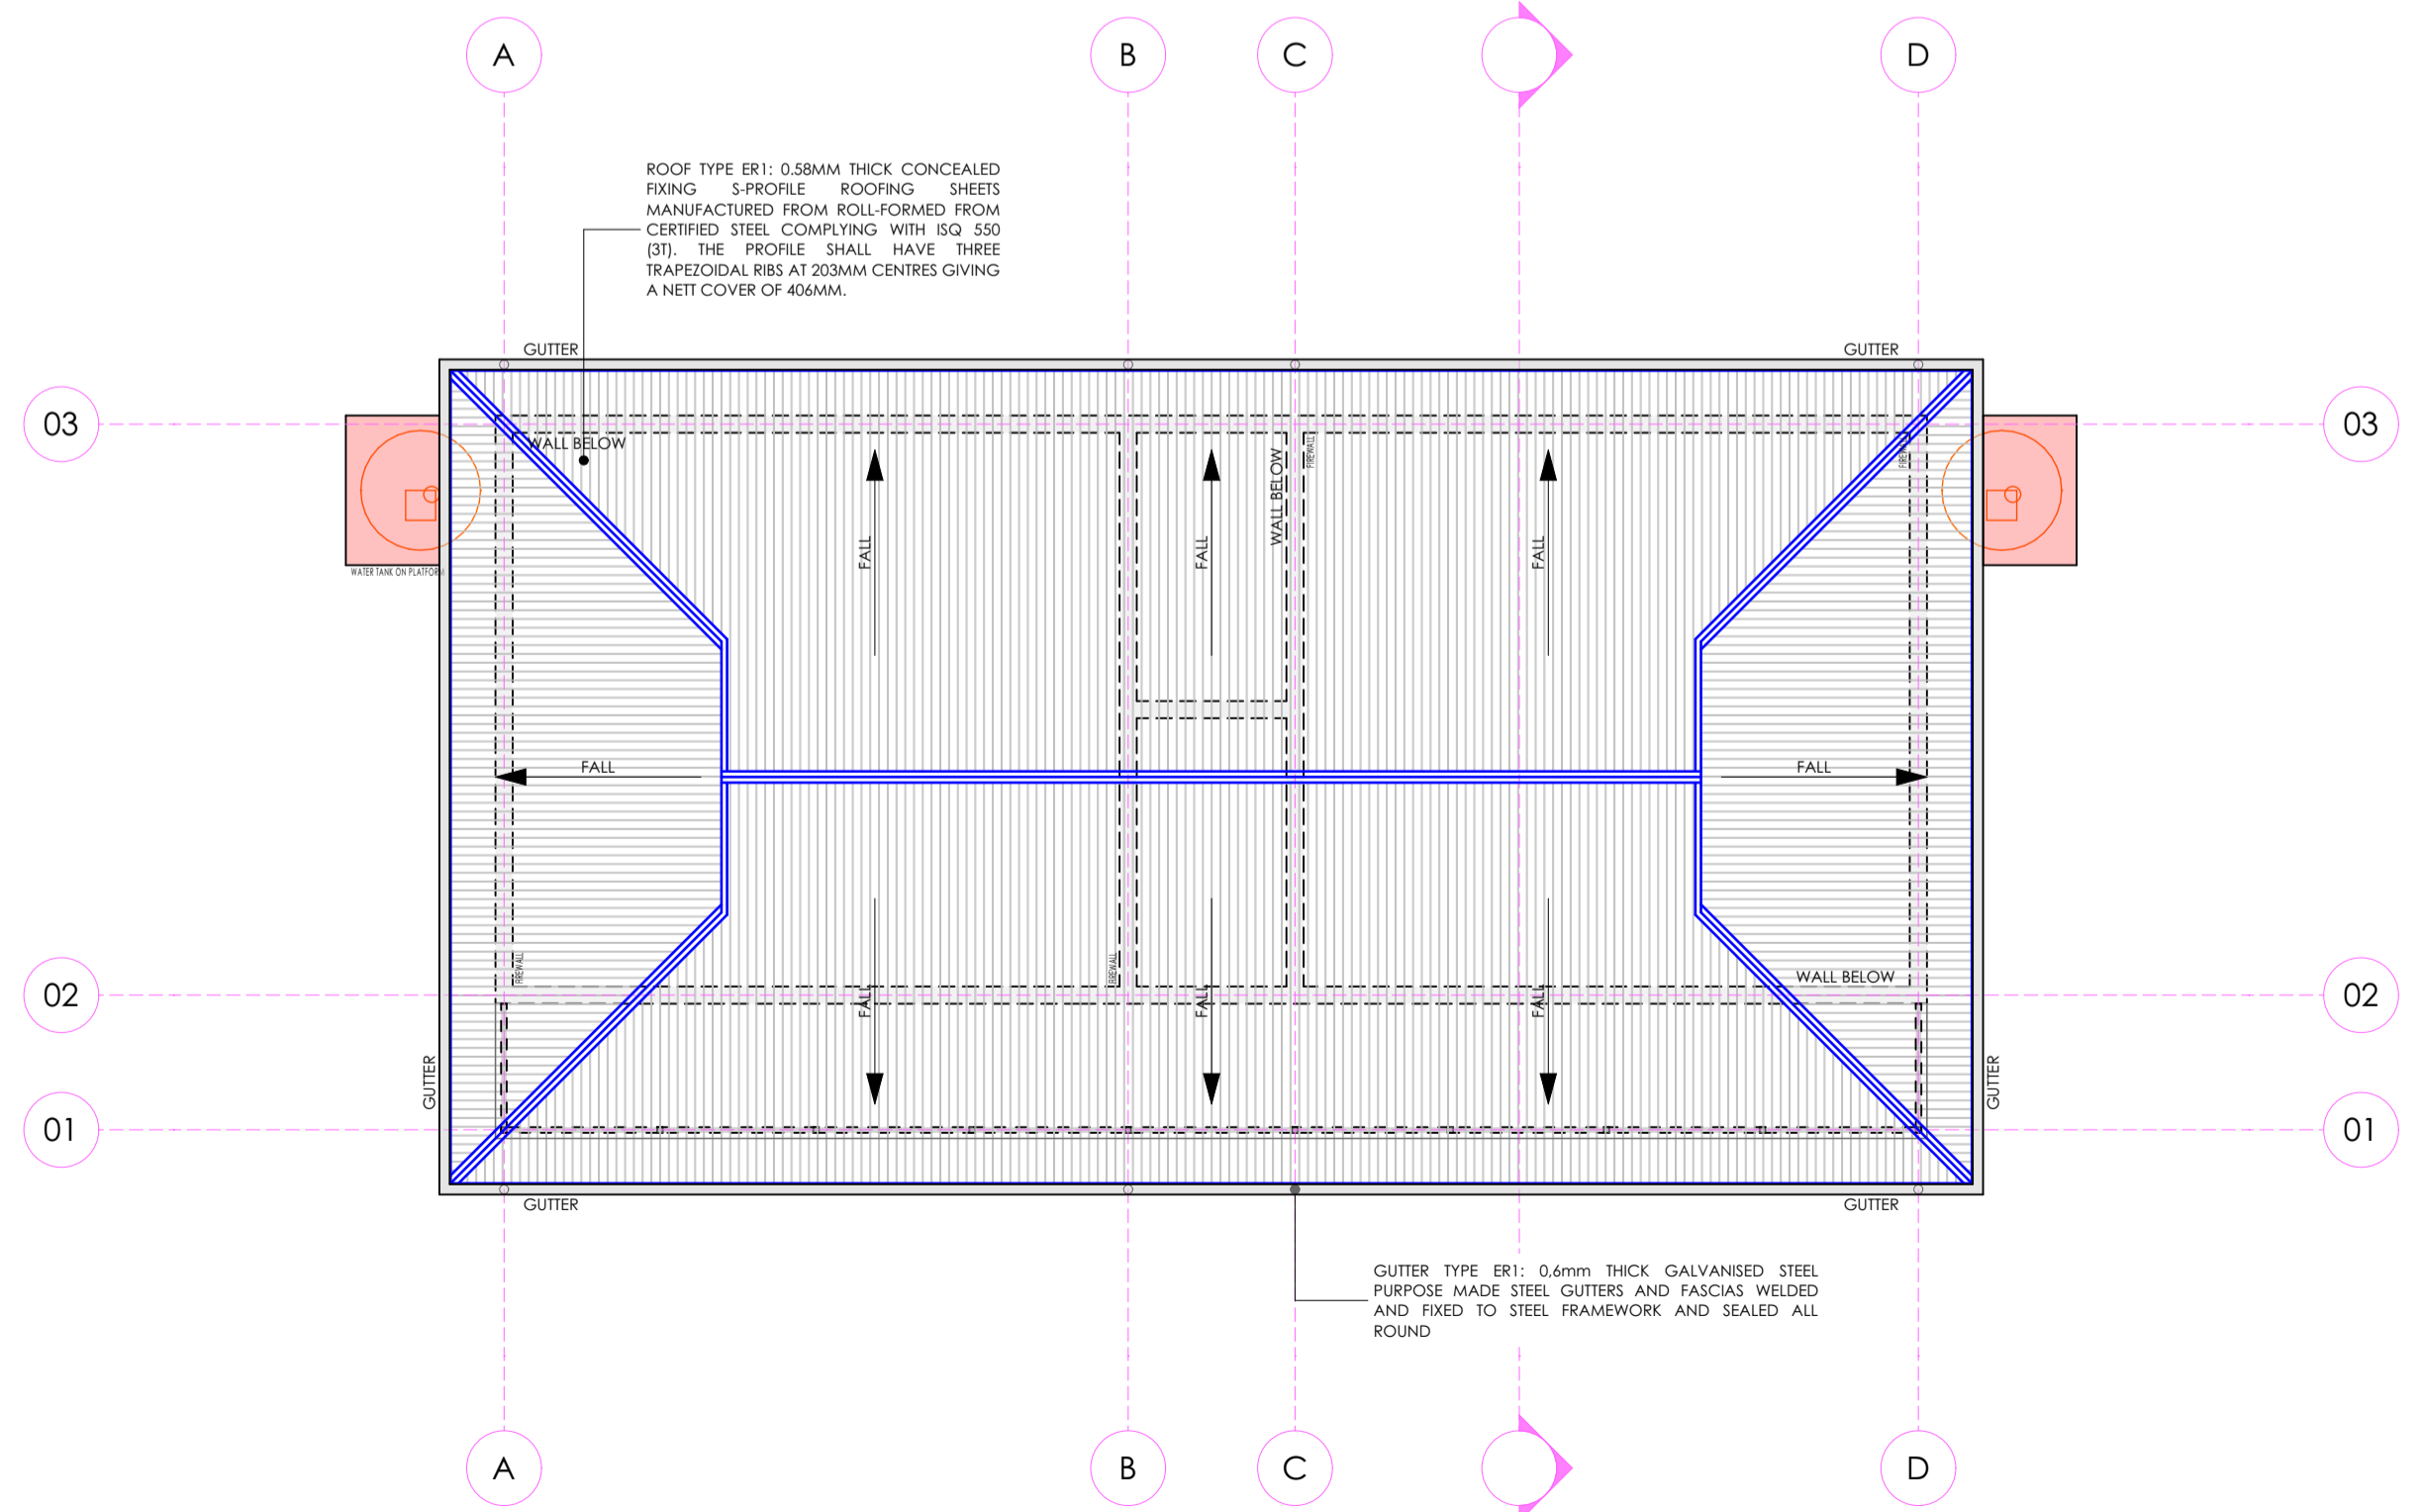 A
B
C
D
ROOF TYPE ER1: 0.58MM THICK CONCEALED
FIXING S-PROFILE ROOFING SHEETS
MANUFACTURED FROM ROLL-FORMED FROM
CERTIFIED STEEL COMPLYING WITH ISQ 550
(3T). THE PROFILE SHALL HAVE THREE
TRAPEZOIDAL RIBS AT 203MM CENTRES GIVING
A NETT COVER OF 406MM.
GUTTER
GUTTER
03
03
WALL BELOW
WALL BELOW
FIREWALL
FIREWALL
FALL
FALL
FALL
WATER TANK ON PLATFORM
FALL
FALL
FIREWALL
FIREWALL
WALL BELOW
02
02
FALL
FALL
FALL
GUTTER
GUTTER
01
01
GUTTER
GUTTER
GUTTER TYPE ER1: 0,6mm THICK GALVANISED STEEL
PURPOSE MADE STEEL GUTTERS AND FASCIAS WELDED
AND FIXED TO STEEL FRAMEWORK AND SEALED ALL
ROUND
A
B
C
D